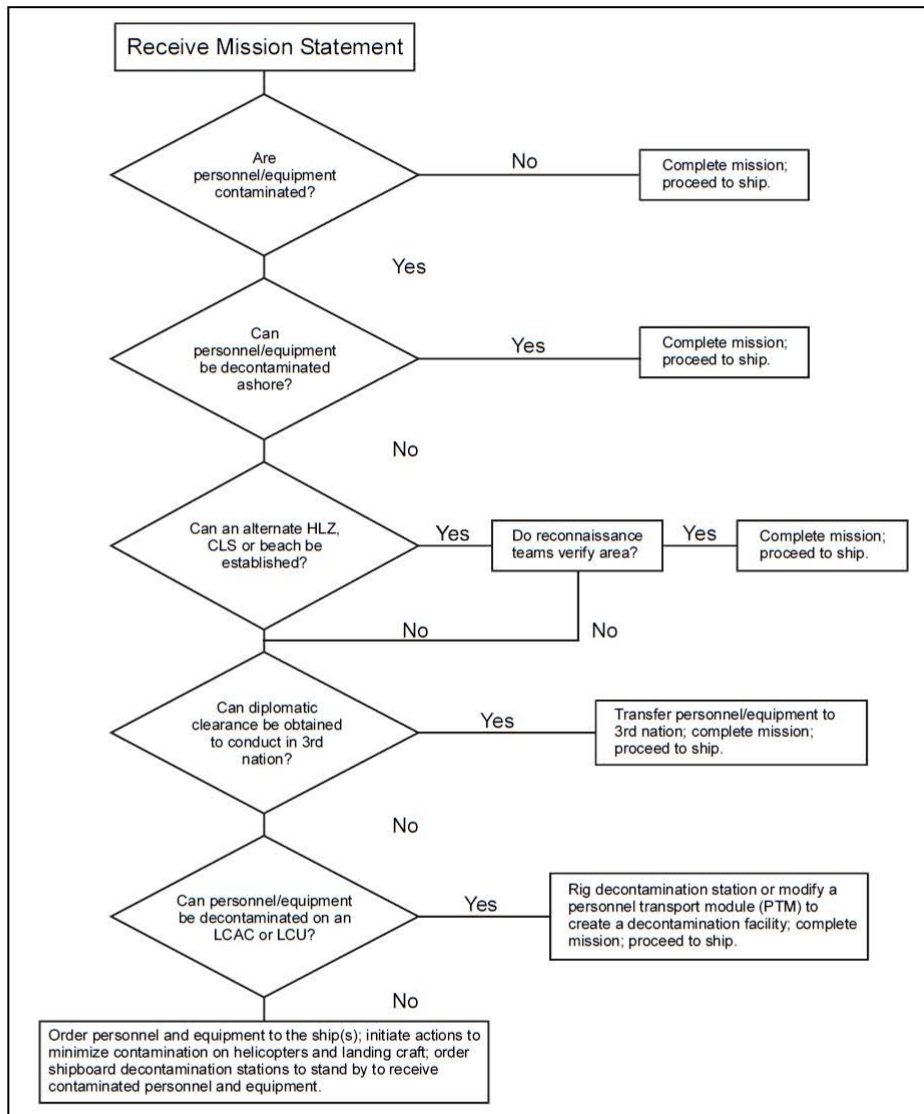 Receive Mission Statement
Are
personnel/equipment
contaminated?
No
Complete mission;
proceed to ship.
Yes
Can
personnel/equipment
be decontaminated
ashore?
Yes
Complete mission;
proceed to ship.
No
Can an alternate HLZ,
CLS or beach be
established?
Yes
Do reconnaissance
teams verify area?
Yes
Complete mission;
proceed to ship.
No
No
Can diplomatic
clearance be obtained
to conduct in 3rd
nation?
Yes
Transfer personnel/equipment to
3rd nation; complete mission;
proceed to ship.
No
Can personnel/equipment
be decontaminated on an
LCAC or LCU?
Yes
Rig decontamination station or modify a
personnel transport module (PTM) to
create a decontamination facility; complete
mission; proceed to ship.
No
Order personnel and equipment to the ship(s); initiate actions to
minimize contamination on helicopters and landing craft; order
shipboard decontamination stations to stand by to receive
contaminated personnel and equipment.